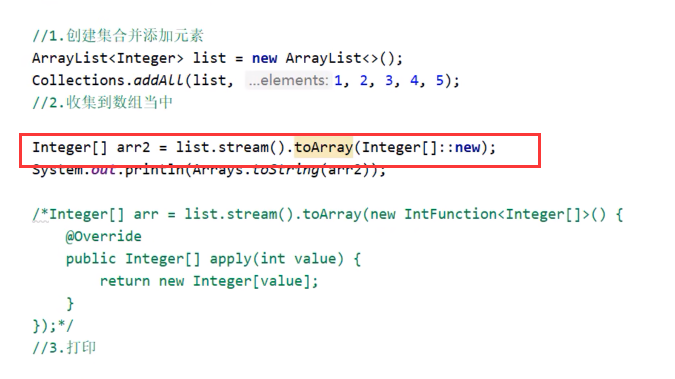 //1.创建集合并添加元素
ArrayList<Integer> list = new ArrayList<>();
Collections.addAll(list, ...elements: 1, 2, 3, 4, 5);
//2.收集到数组当中
Integer[] arr2 = list.stream().toArray(Integer[]::new);
System.out.println(Arrays.toString(arr2));
/*Integer[] arr = list.stream().toArray(new IntFunction<Integer[]>() {
@Override
public Integer[] apply(int value) {
return new Integer[value];
}
});*/
//3.打印